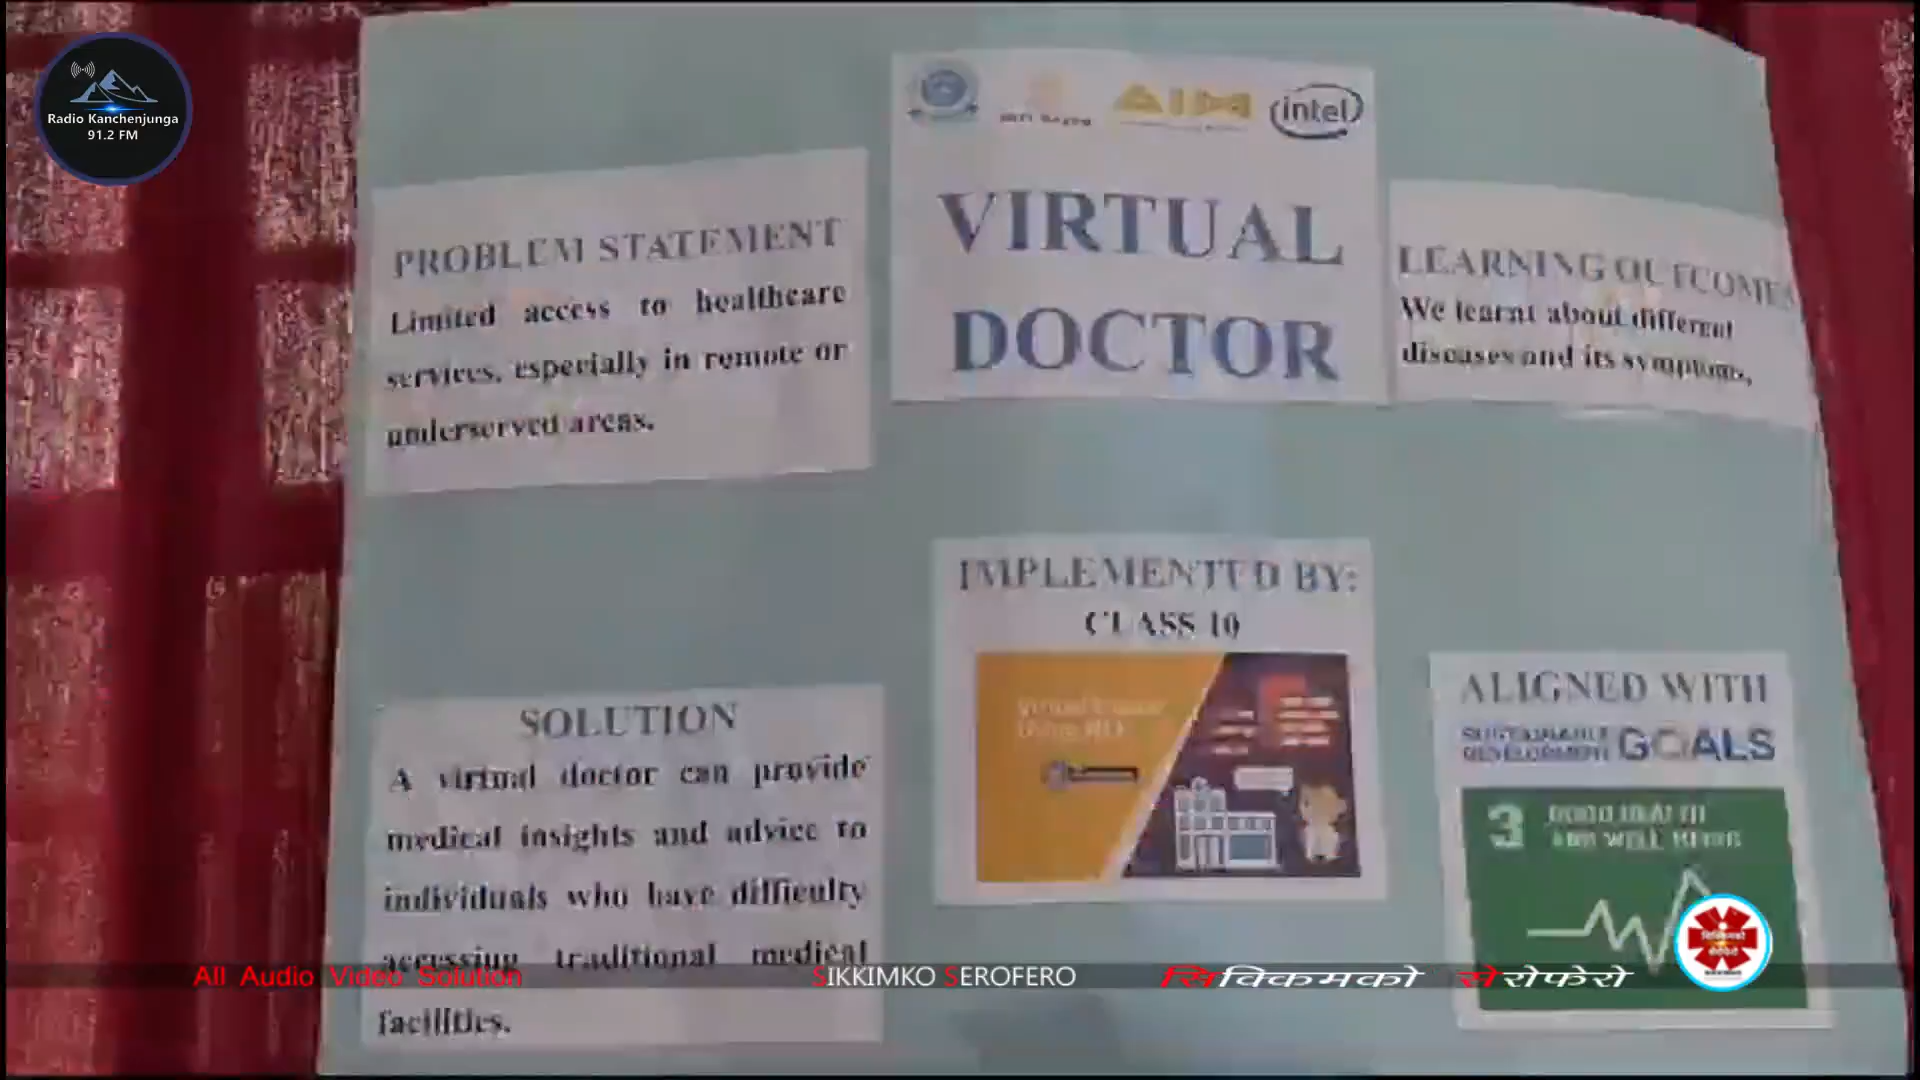 Radio Kanchenjunga
91.2 FM
AIM
intel
VIRTUAL
DOCTOR
PROBLEM STATEMENT
Limited access to healthcare
services, especially in remote or
underserved areas.
LEARNING OUTCOMES
We learnt about different
diseases and its symptoms,
IMPLEMENTED BY:
CLASS 10
SOLUTION
A virtual doctor can provide
medical insights and advice to
individuals who have difficulty
accessing traditional medical
facilities.
ALIGNED WITH
SUSTAINABLE
DEVELOPMENT GOALS
3 GOOD HEALTH
AND WELL BEING
All Audio Video Solution
SIKKIMKO SEROFERO
सिक्किमको सेरोफेरो